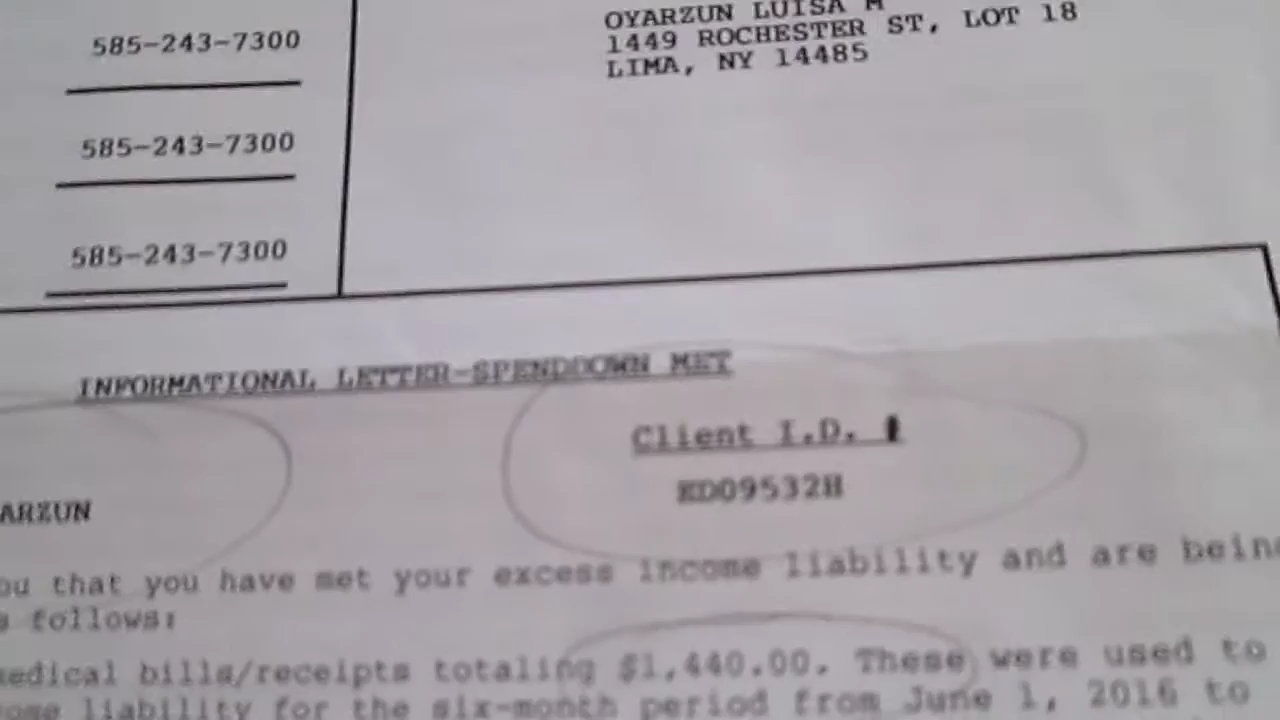 585-243-7300
585-243-7300
585-243-7300
OYARZUN LUISA M
1449 ROCHESTER ST, LOT 18
LIMA, NY 14485
INFORMATIONAL LETTER-SPENDDOWN MET
Client I.D. #
ARZUN
ED09532H
ou that you have met your excess income liability and are being
s follows:
medical bills/receipts totaling $1,440.00. These were used to
ome liability for the six-month period from June 1, 2016 to